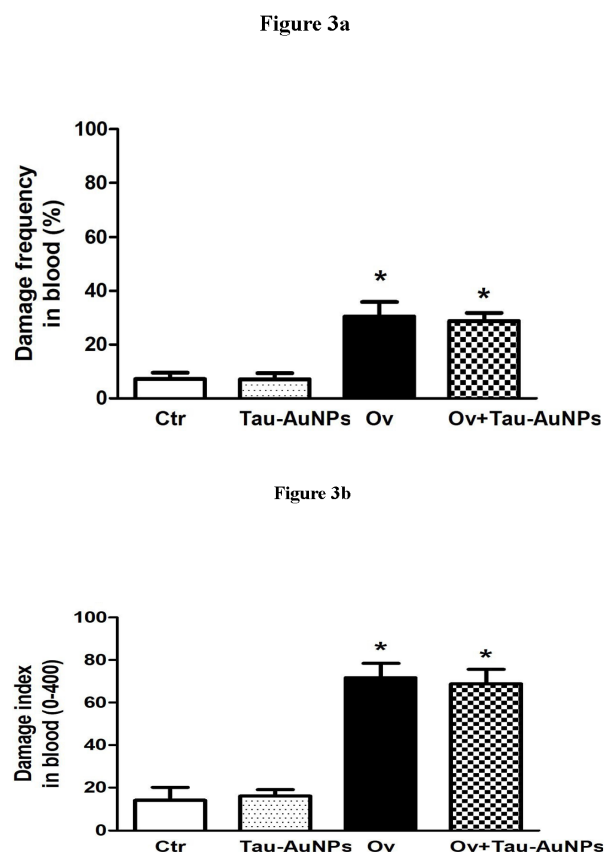 Figure 3a
Damage frequency
in blood (%)
100
80
60
40
20
0
*
*
Ctr Tau-AuNPs Ov Ov+Tau-AuNPs
Figure 3b
Damage index
in blood (0-400)
100
80
60
40
20
0
*
*
Ctr Tau-AuNPs Ov Ov+Tau-AuNPs